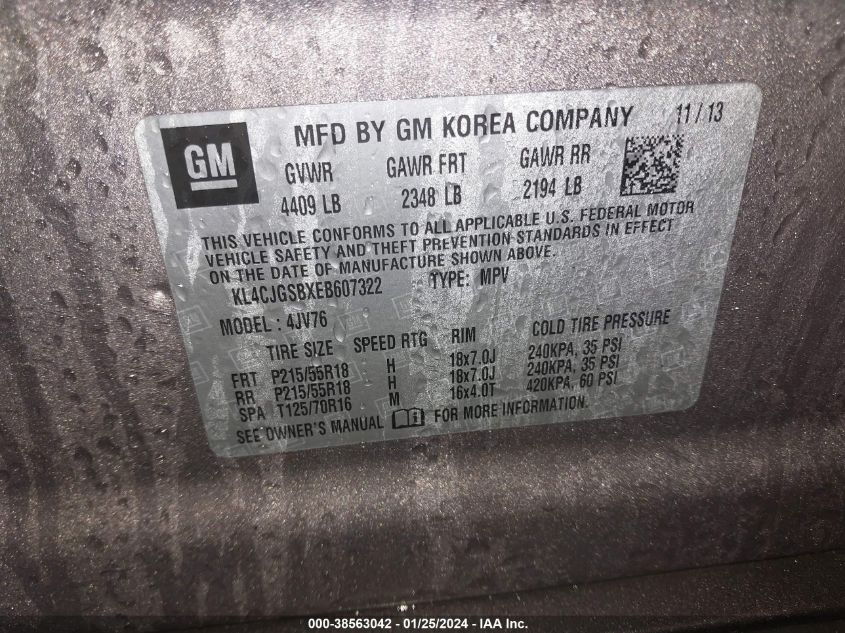 GM
MFD BY GM KOREA COMPANY 11/13
GVWR GAWR FRT GAWR RR
4409 LB 2348 LB 2194 LB
THIS VEHICLE CONFORMS TO ALL APPLICABLE U.S. FEDERAL MOTOR
VEHICLE SAFETY AND THEFT PREVENTION STANDARDS IN EFFECT
ON THE DATE OF MANUFACTURE SHOWN ABOVE.
KL4CJGSBXEB607322 TYPE: MPV
MODEL: 4JV76
TIRE SIZE SPEED RTG RIM COLD TIRE PRESSURE
FRT P215/55R18 H 18x7.0J 240KPA, 35 PSI
RR P215/55R18 H 18x7.0J 240KPA, 35 PSI
SPA T125/70R16 M 16x4.0T 420KPA, 60 PSI
SEE OWNER'S MANUAL FOR MORE INFORMATION.
000-38563042 — 01/25/2024 — IAA Inc.